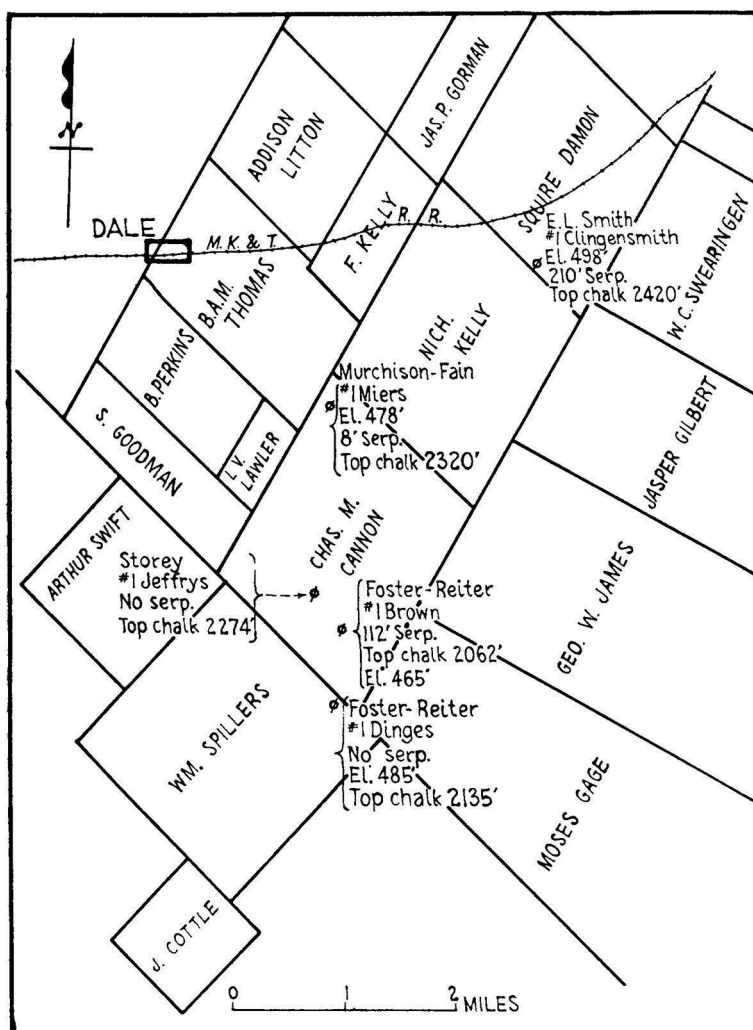 JAS. P. GORMAN
ADDISON
LITTON
SQUIRE DAMON
N
DALE
M. K. & T.
R. R.
F. KELLY
E.L. Smith
#1 Clingensmith
El. 498'
210' Serp.
Top chalk 2420'
W.C. SWEARINGEN
B.A.M.
THOMAS
NICH.
KELLY
B. PERKINS
Murchison-Fain
#1 Miers
El. 478'
8' Serp.
Top chalk 2320'
S. GOODMAN
L.V.
LAWLER
JASPER GILBERT
ARTHUR SWIFT
CHAS. M.
CANNON
Storey
#1 Jeffrys
No serp.
Top chalk 2274'
Foster-Reiter
#1 Brown
112' Serp.
Top chalk 2062'
El. 465'
GEO. W. JAMES
WM. SPILLERS
Foster-Reiter
#1 Dinges
No serp.
El. 485'
Top chalk 2135'
MOSES GAGE
J. COTTLE
0 1 2 MILES